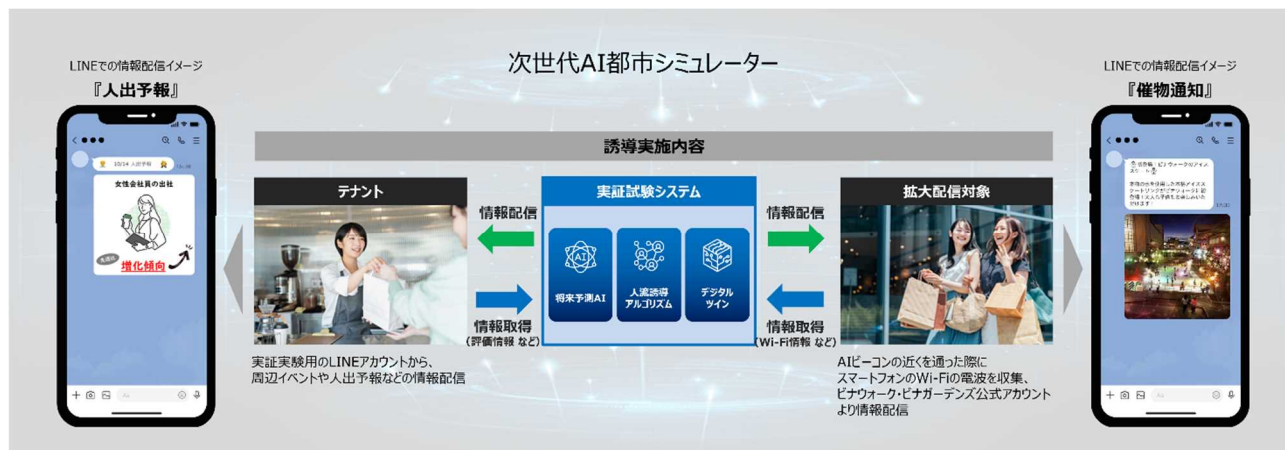 次世代AI都市シミュレーター
LINEでの情報配信イメージ
『人出予報』
10/14 人出予報
女性会社員の出社
先週比
増化傾向
誘導実施内容
テナント
実証実験用のLINEアカウントから、
周辺イベントや人出予報などの情報配信
情報配信
情報取得
(評価情報 など)
実証試験システム
AI
将来予測AI
人流誘導
アルゴリズム
デジタル
ツイン
情報配信
情報取得
(Wi-Fi情報 など)
拡大配信対象
AIビーコンの近くを通った際に
スマートフォンのWi-Fiの電波を収集、
ビナウォーク・ビナガーデンズ公式アカウント
より情報配信
LINEでの情報配信イメージ
『催物通知』
Aa
Aa